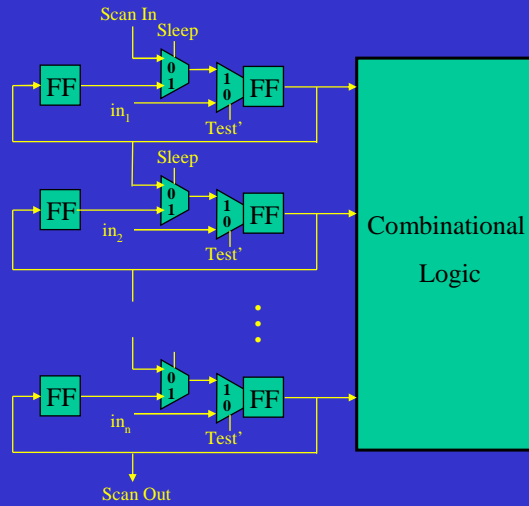 Scan In
Sleep
FF
0
1
1
0
FF
in1
Test'
Sleep
FF
0
1
1
0
FF
in2
Test'
Combinational
Logic
FF
0
1
1
0
FF
inn
Test'
Scan Out